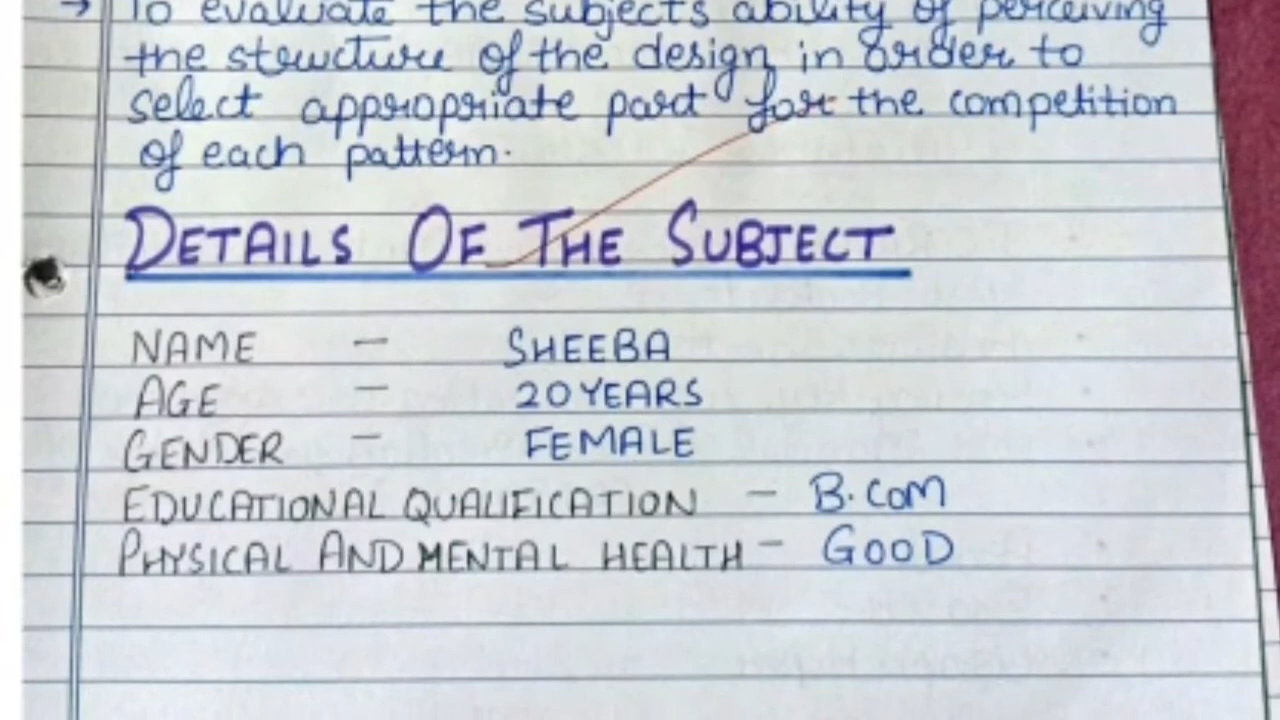 → To evaluate the subjects ability of perceiving
the structure of the design in order to
select appropriate part for the competition
of each pattern.
DETAILS OF THE SUBJECT
NAME — SHEEBA
AGE — 20 YEARS
GENDER — FEMALE
EDUCATIONAL QUALIFICATION — B.COM
PHYSICAL AND MENTAL HEALTH — GOOD